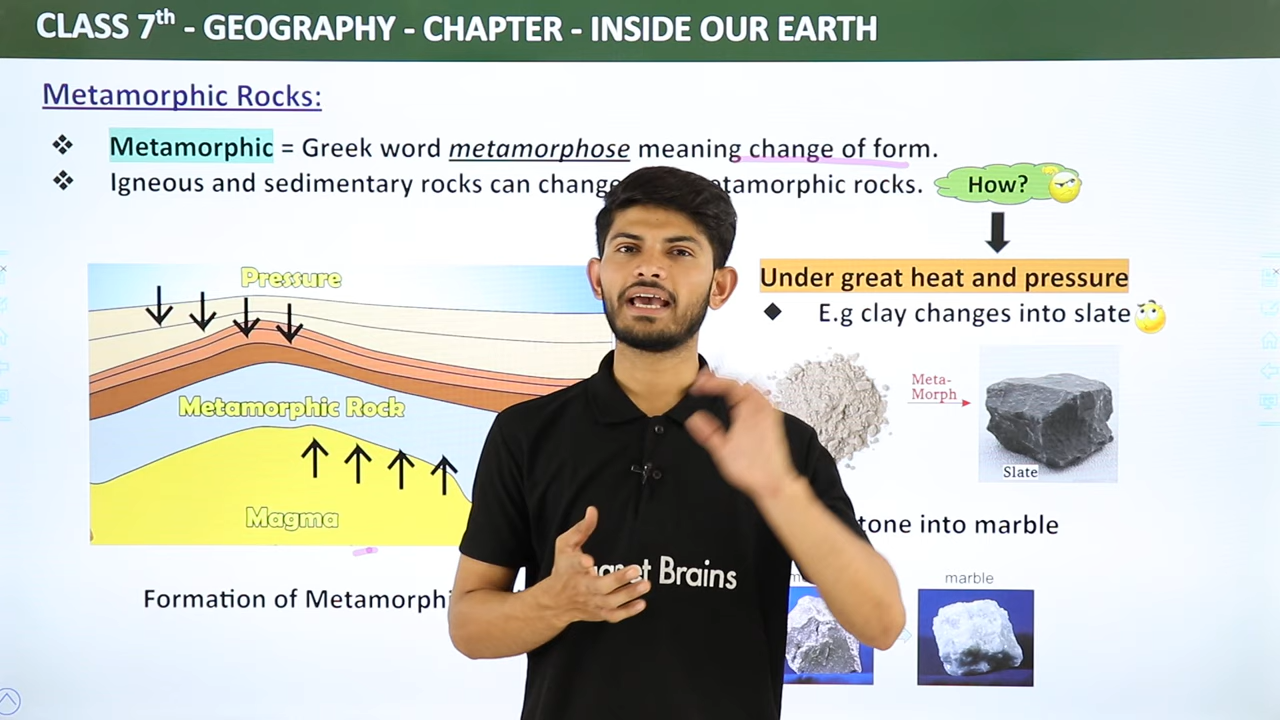 CLASS 7th - GEOGRAPHY - CHAPTER - INSIDE OUR EARTH
Metamorphic Rocks:
❖ Metamorphic = Greek word metamorphose meaning change of form.
❖ Igneous and sedimentary rocks can change etamorphic rocks.
How?
Pressure
Metamorphic Rock
Magma
Formation of Metamorphi
Under great heat and pressure
◆ E.g clay changes into slate
Meta-
Morph
Slate
tone into marble
marble
Brains